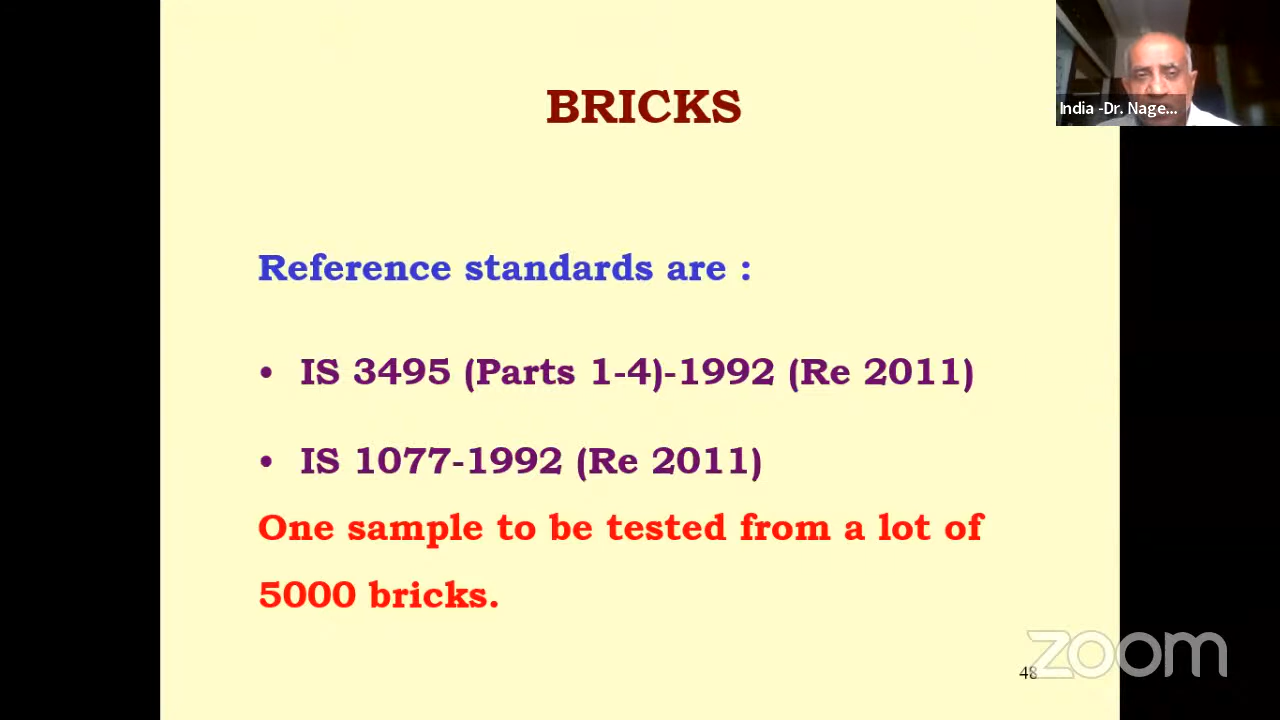 BRICKS
India -Dr. Nage...
Reference standards are :
• IS 3495 (Parts 1-4)-1992 (Re 2011)
• IS 1077-1992 (Re 2011)
One sample to be tested from a lot of
5000 bricks.
zoom
48